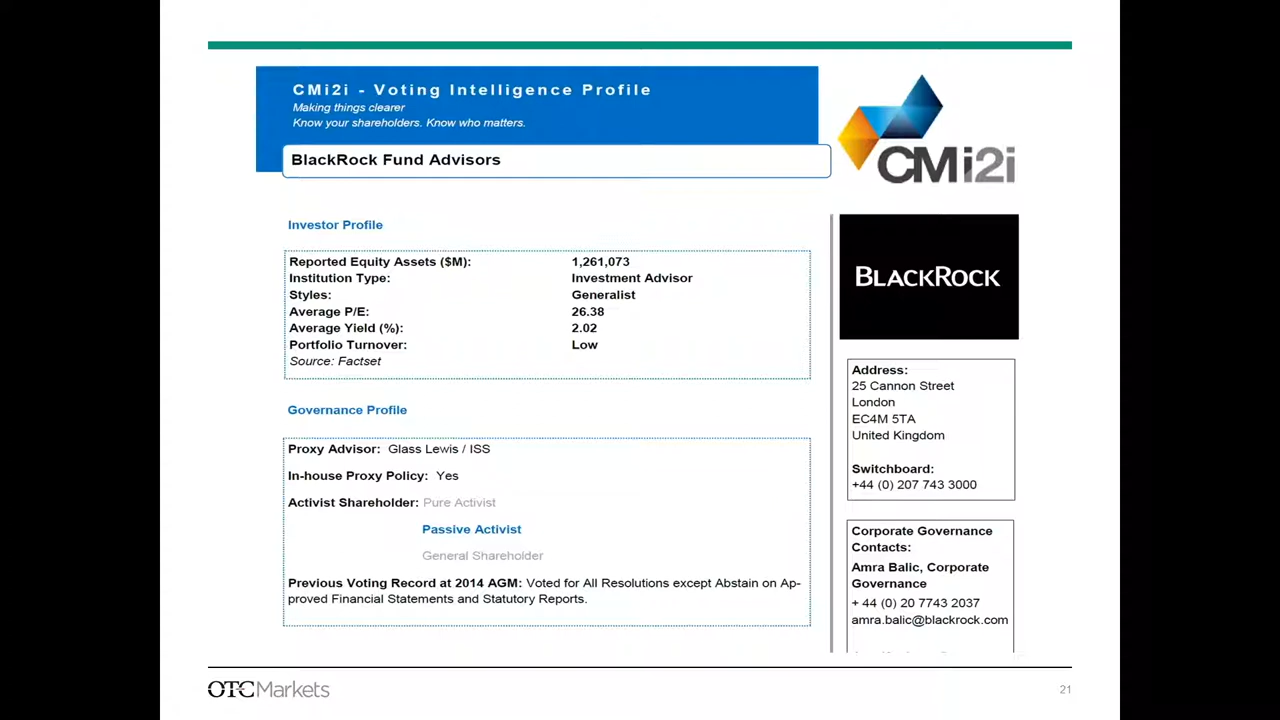 CMi2i - Voting Intelligence Profile
Making things clearer
Know your shareholders. Know who matters.
BlackRock Fund Advisors
CMi2i
Investor Profile
Reported Equity Assets ($M): 1,261,073
Institution Type: Investment Advisor
Styles: Generalist
Average P/E: 26.38
Average Yield (%): 2.02
Portfolio Turnover: Low
Source: Factset
Governance Profile
Proxy Advisor: Glass Lewis / ISS
In-house Proxy Policy: Yes
Activist Shareholder: Pure Activist
Passive Activist
General Shareholder
Previous Voting Record at 2014 AGM: Voted for All Resolutions except Abstain on Ap-
proved Financial Statements and Statutory Reports.
BLACKROCK
Address:
25 Cannon Street
London
EC4M 5TA
United Kingdom
Switchboard:
+44 (0) 207 743 3000
Corporate Governance
Contacts:
Amra Balic, Corporate
Governance
+ 44 (0) 20 7743 2037
amra.balic@blackrock.com
OTC Markets
21